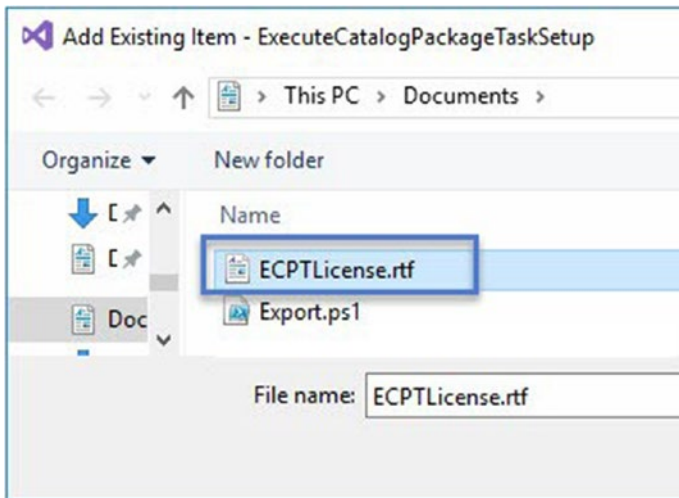 Add Existing Item - ExecuteCatalogPackageTaskSetup
This PC > Documents >
Organize New folder
Name
ECPTLicense.rtf
Export.ps1
Doc
File name: ECPTLicense.rtf